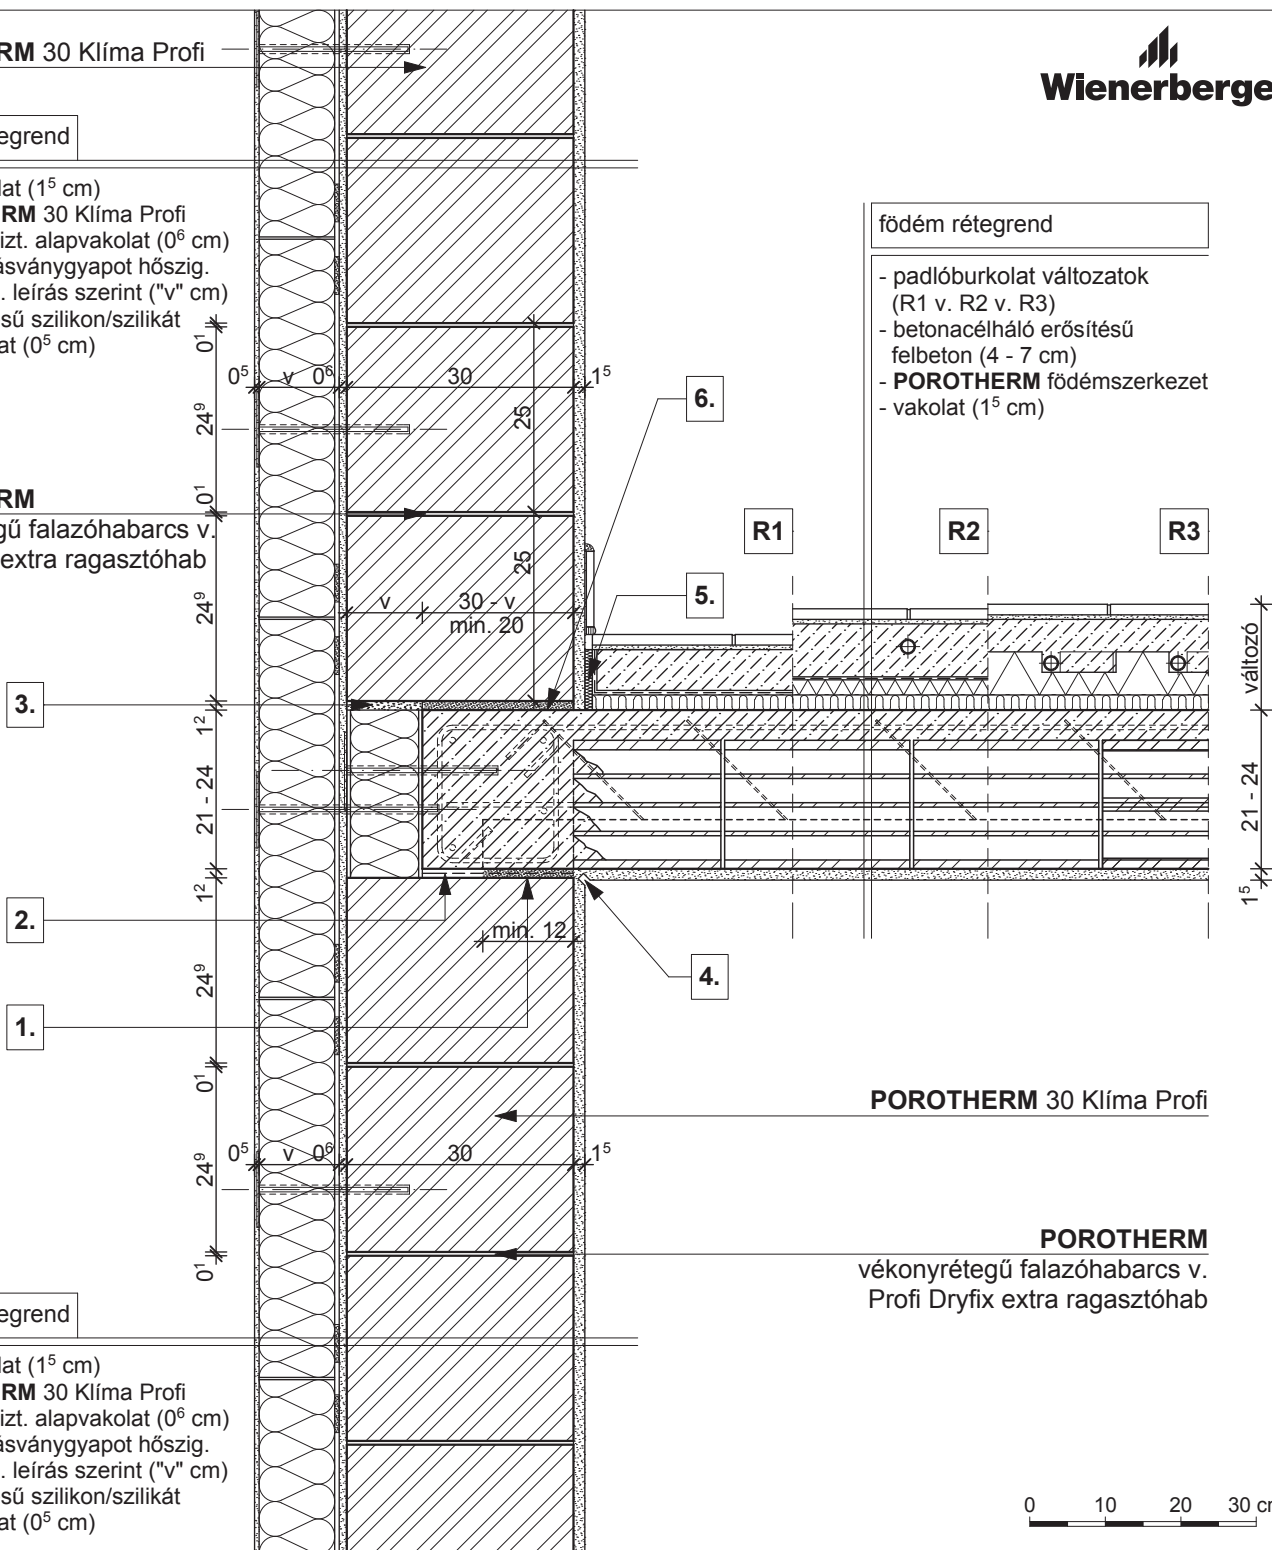 RM 30 Klíma Profi
Wienerberge
egrend
lat (1⁵ cm)
ERM 30 Klíma Profi
izt. alapvakolat (0⁶ cm)
ásványgyapot hőszig.
. leírás szerint ("v" cm)
sű szilikon/szilikát
at (0⁵ cm)
födém rétegrend
- padlóburkolat változatok
(R1 v. R2 v. R3)
- betonacélháló erősítésű
felbeton (4 - 7 cm)
- POROTHERM födémszerkezet
- vakolat (1⁵ cm)
0¹
0⁵ v 0⁶ 30 1⁵
24⁹
25
6.
0¹
RM
gű falazóhabarcs v.
extra ragasztóhab
R1 R2 R3
25
24⁹
v 30 - v
min. 20
5.
változó
3.
1²
21 - 24
21 - 24
1²
1⁵
2.
min. 12
4.
24⁹
1.
0¹
POROTHERM 30 Klíma Profi
0⁵ v 0⁶ 30 1⁵
24⁹
0¹
POROTHERM
vékonyrétegű falazóhabarcs v.
Profi Dryfix extra ragasztóhab
egrend
lat (1⁵ cm)
RM 30 Klíma Profi
izt. alapvakolat (0⁶ cm)
ásványgyapot hőszig.
. leírás szerint ("v" cm)
sű szilikon/szilikát
at (0⁵ cm)
0 10 20 30 cm